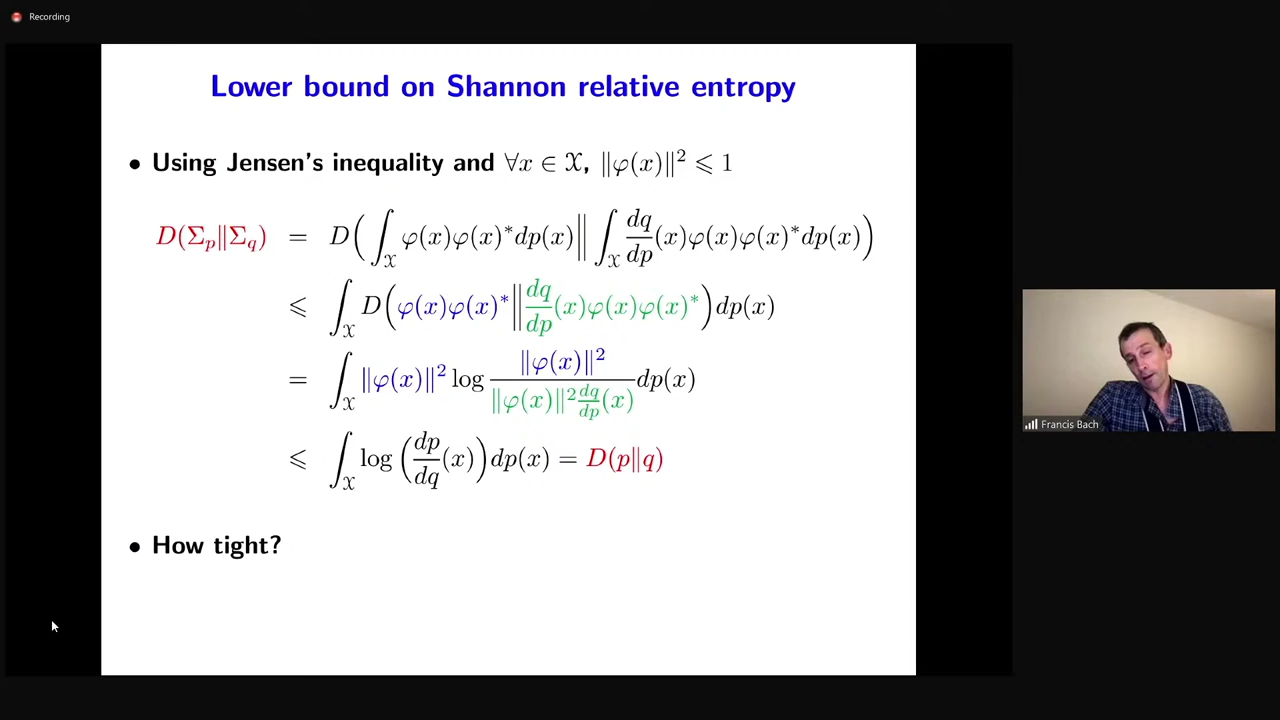 Recording
Lower bound on Shannon relative entropy
• Using Jensen's inequality and ∀x ∈ 𝒳, ‖φ(x)‖² ⩽ 1
D(Σ_p‖Σ_q) = D(∫_𝒳 φ(x)φ(x)*dp(x)‖∫_𝒳 dq/dp(x)φ(x)φ(x)*dp(x))
⩽ ∫_𝒳 D(φ(x)φ(x)*‖dq/dp(x)φ(x)φ(x)*)dp(x)
= ∫_𝒳 ‖φ(x)‖² log ‖φ(x)‖²/‖φ(x)‖² dq/dp(x) dp(x)
⩽ ∫_𝒳 log(dp/dq(x))dp(x) = D(p‖q)
• How tight?
Francis Bach